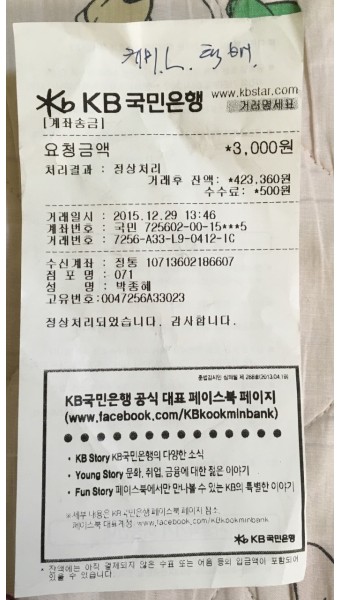 케미.L 택배.
KB 국민은행 www.kbstar.com
거래명세표
[계좌송금]
요청금액 *3,000원
처리결과 : 정상처리
거래후 잔액: *423,360원
수수료: *500원
거래일시 : 2015.12.29 13:46
계좌번호 : 국민 725602-00-15***5
거래번호 : 7256-A33-L9-0412-IC
수신계좌 : 정통 10713602186607
점 포 명 : 071
성 명 : 박종혜
고유번호:0047256A33023
정상처리되었습니다. 감사합니다.
KB국민은행 공식 대표 페이스북 페이지
(www.facebook.com/KBkookminbank)
• KB Story KB국민은행의 다양한 소식
• Young Story 문화, 취업, 금융에 대한 젊은 이야기
• Fun Story 페이스북에서만 만나볼 수 있는 KB의 특별한 이야기
※세부 내용은 KB국민은행 페이스북 페이지 참조
페이스북 대표계정 : www.facebook.com/KBkookminbank
KB 국민은행
* 잔액에는 아직 결제되지 않은 수표 또는 어음 등의 입금액이 포함되어
있을 수 있습니다.